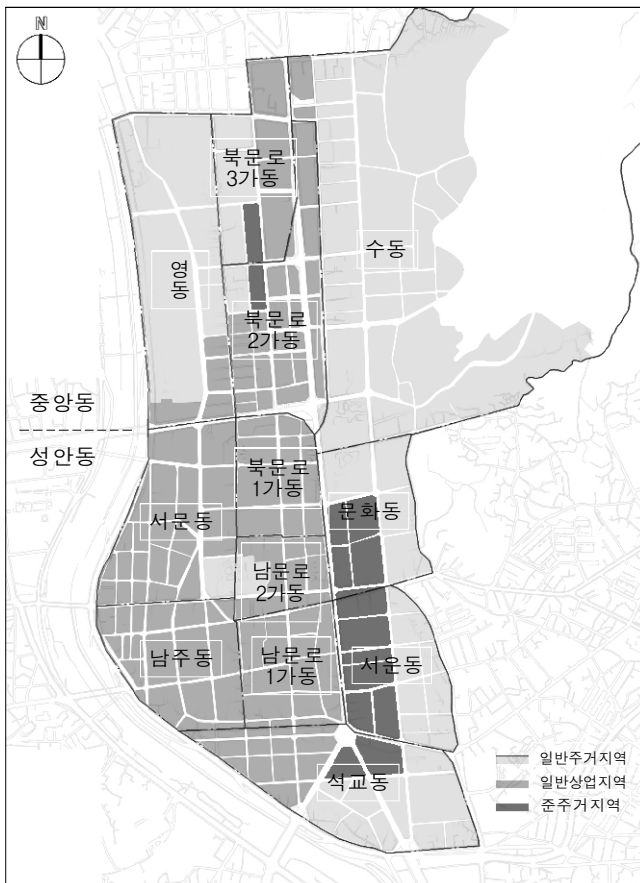 N
북문로
3가동
수동
영
동
북문로
2가동
중앙동
성안동
북문로
1가동
서문동
문화동
남문로
2가동
남주동
남문로
1가동
서운동
석교동
일반주거지역
일반상업지역
준주거지역